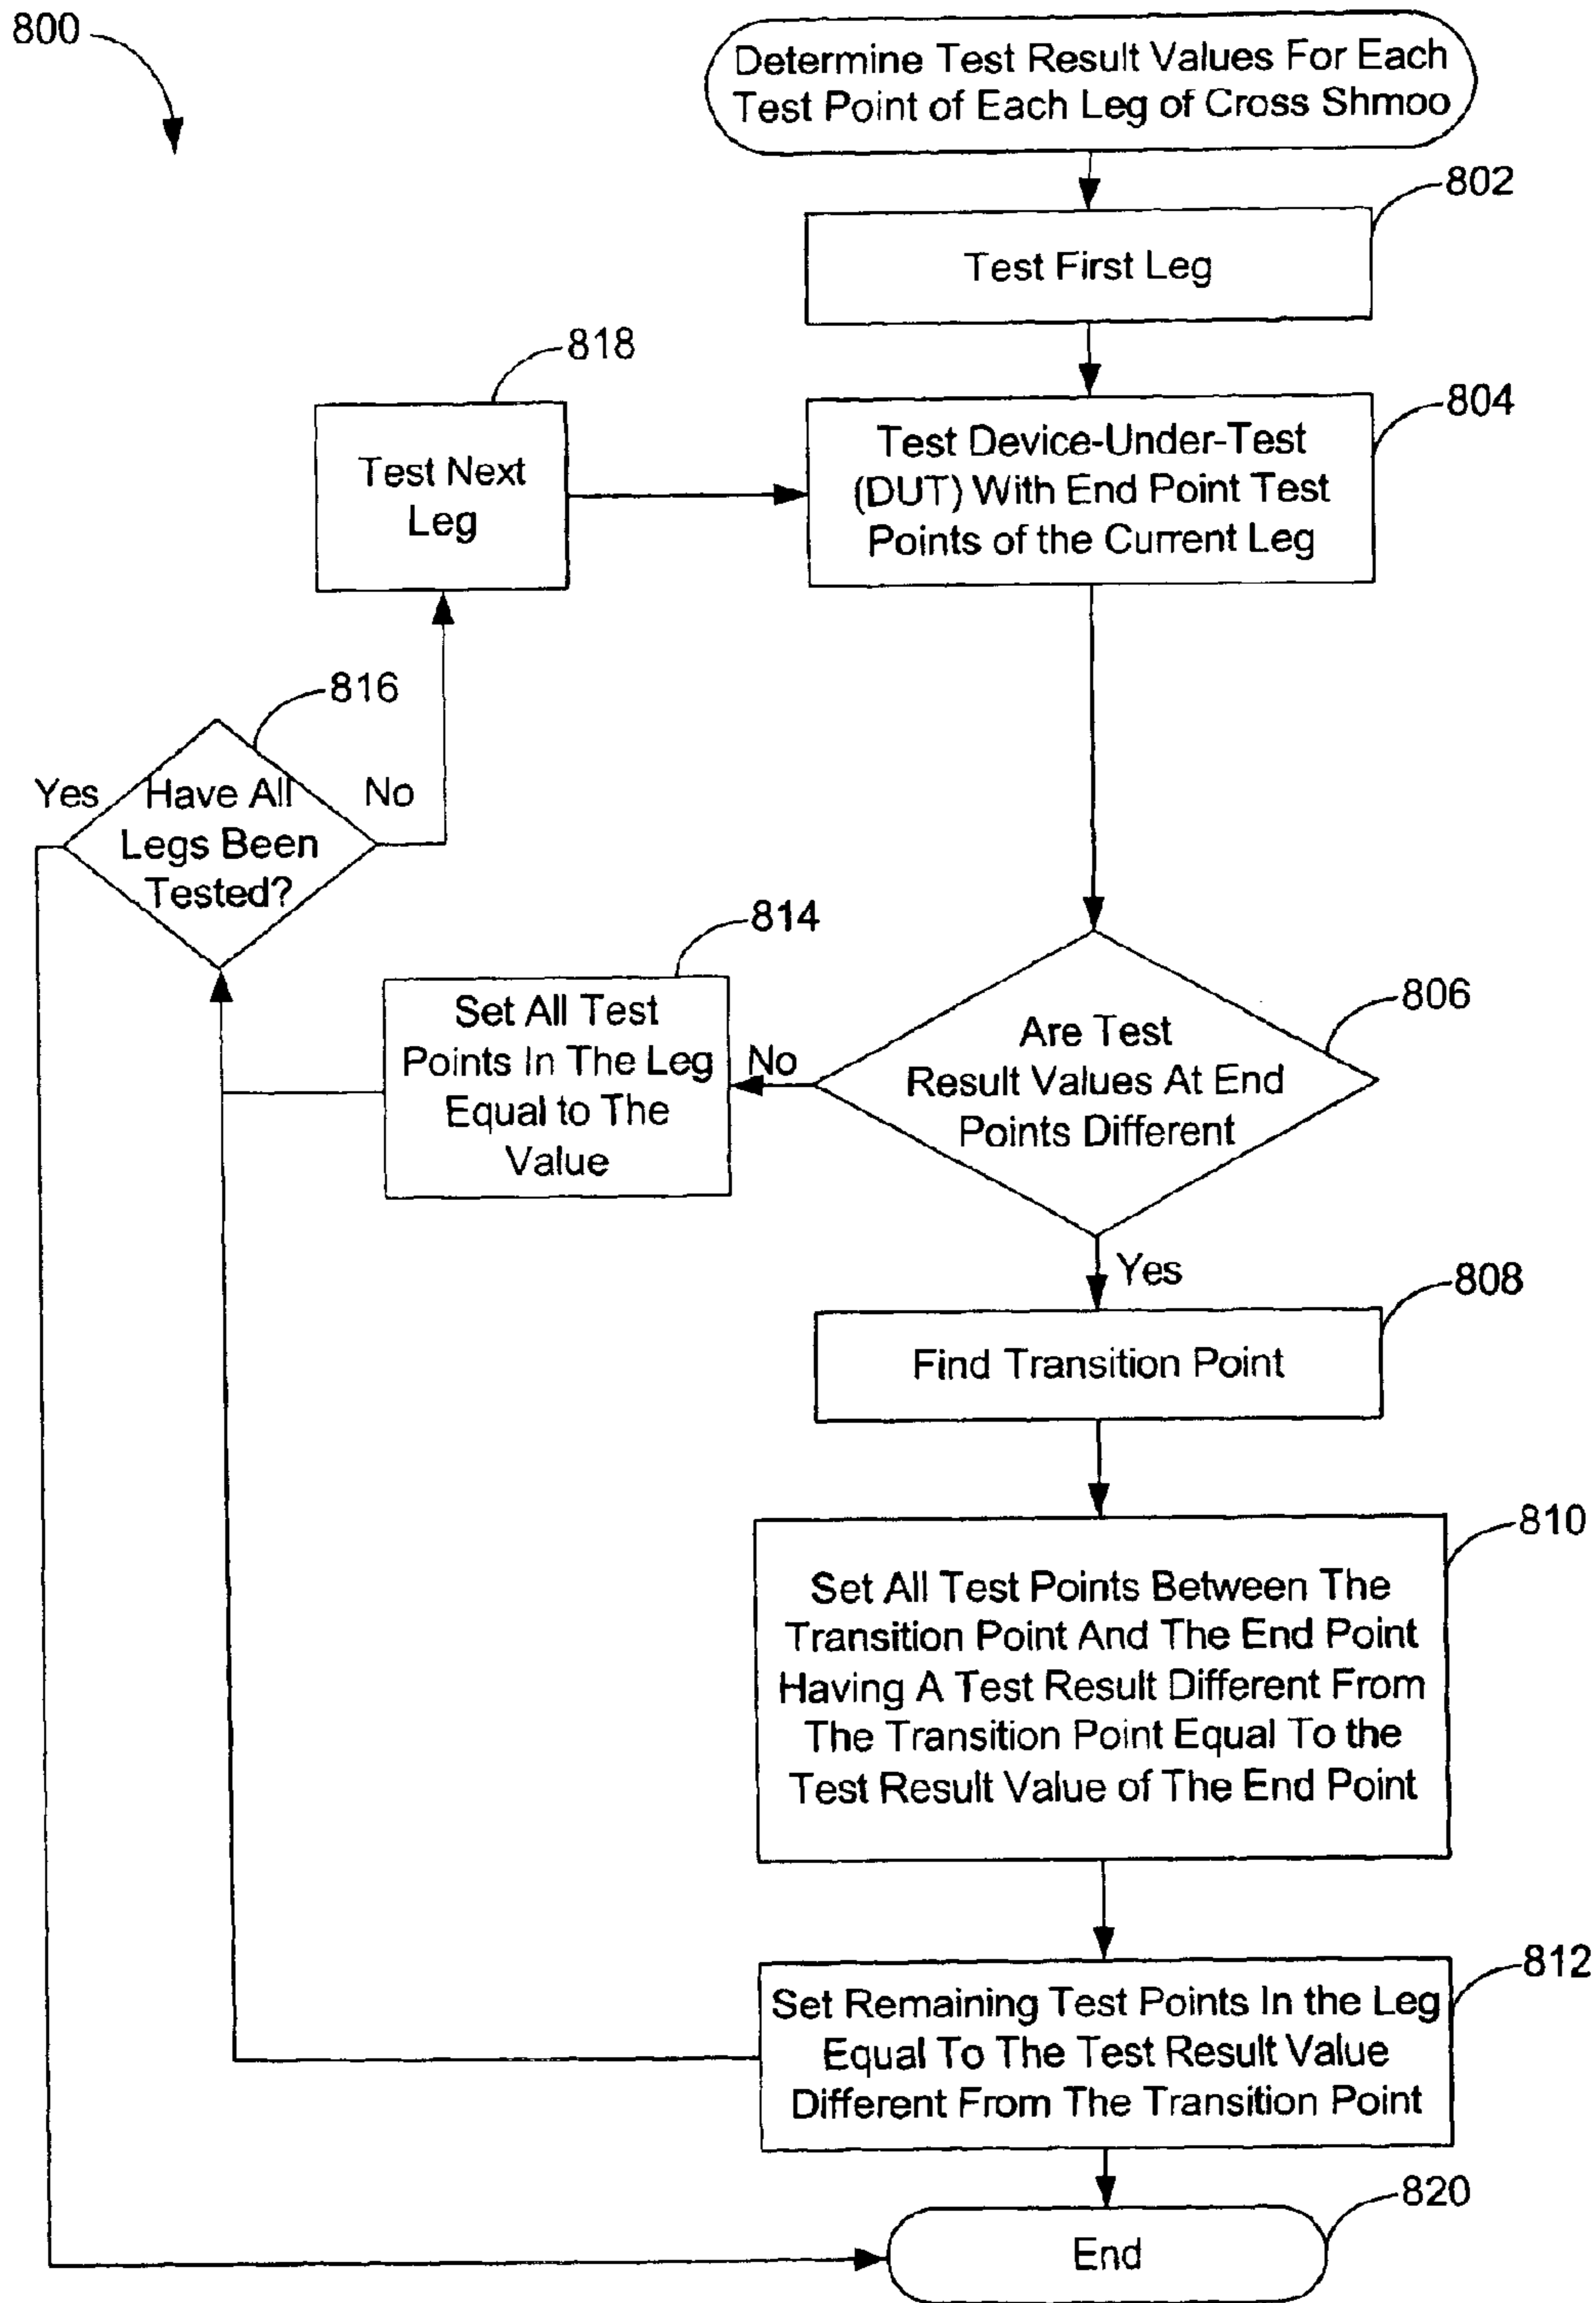 800
Determine Test Result Values For Each
Test Point of Each Leg of Cross Shmoo
802
Test First Leg
818
Test Next
Leg
804
Test Device-Under-Test
(DUT) With End Point Test
Points of the Current Leg
816
Yes
Have All
Legs Been
Tested?
No
814
Set All Test
Points In The Leg
Equal to The
Value
No
806
Are Test
Result Values At End
Points Different
Yes
808
Find Transition Point
810
Set All Test Points Between The
Transition Point And The End Point
Having A Test Result Different From
The Transition Point Equal To the
Test Result Value of The End Point
812
Set Remaining Test Points In the Leg
Equal To The Test Result Value
Different From The Transition Point
820
End